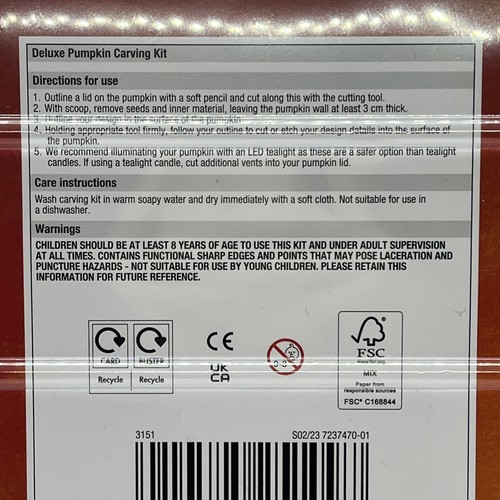 Deluxe Pumpkin Carving Kit
Directions for use
1. Outline a lid on the pumpkin with a soft pencil and cut along this with the cutting tool.
2. With scoop, remove seeds and inner material, leaving the pumpkin wall at least 3 cm thick.
3. Outline your design in the surface of the pumpkin
4. Holding appropriate tool firmly, follow your outline to cut or etch your design details into the surface of
the pumpkin.
5. We recommend illuminating your pumpkin with an LED tealight as these are a safer option than tealight
candles. If using a tealight candle, cut additional vents into your pumpkin lid.
Care instructions
Wash carving kit in warm soapy water and dry immediately with a soft cloth. Not suitable for use in
a dishwasher.
Warnings
CHILDREN SHOULD BE AT LEAST 8 YEARS OF AGE TO USE THIS KIT AND UNDER ADULT SUPERVISION
AT ALL TIMES. CONTAINS FUNCTIONAL SHARP EDGES AND POINTS THAT MAY POSE LACERATION AND
PUNCTURE HAZARDS - NOT SUITABLE FOR USE BY YOUNG CHILDREN. PLEASE RETAIN THIS
INFORMATION FOR FUTURE REFERENCE.
CARD BLISTER
Recycle Recycle
CE
UK
CA
0-3
FSC
www.fsc.org
MIX
Paper from
responsible sources
FSC® C168844
3151 S02/23 7237470-01